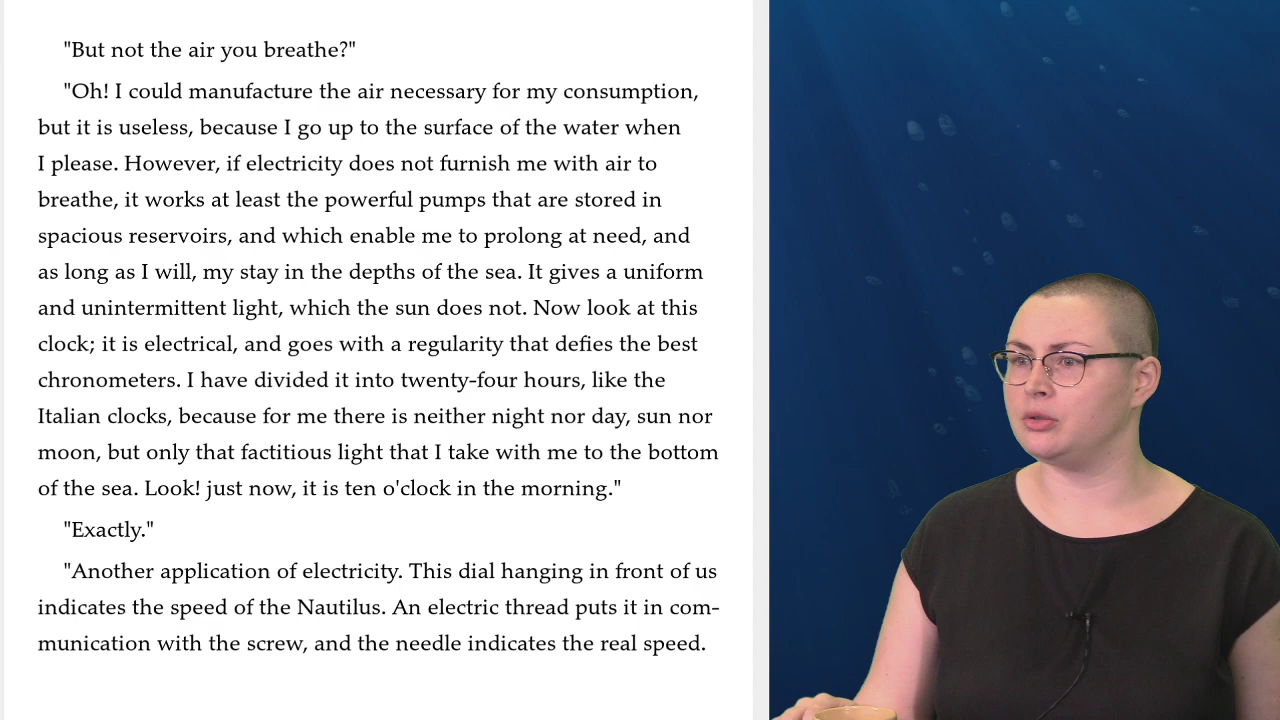 "But not the air you breathe?"
"Oh! I could manufacture the air necessary for my consumption,
but it is useless, because I go up to the surface of the water when
I please. However, if electricity does not furnish me with air to
breathe, it works at least the powerful pumps that are stored in
spacious reservoirs, and which enable me to prolong at need, and
as long as I will, my stay in the depths of the sea. It gives a uniform
and unintermittent light, which the sun does not. Now look at this
clock; it is electrical, and goes with a regularity that defies the best
chronometers. I have divided it into twenty-four hours, like the
Italian clocks, because for me there is neither night nor day, sun nor
moon, but only that factitious light that I take with me to the bottom
of the sea. Look! just now, it is ten o'clock in the morning."
"Exactly."
"Another application of electricity. This dial hanging in front of us
indicates the speed of the Nautilus. An electric thread puts it in com-
munication with the screw, and the needle indicates the real speed.